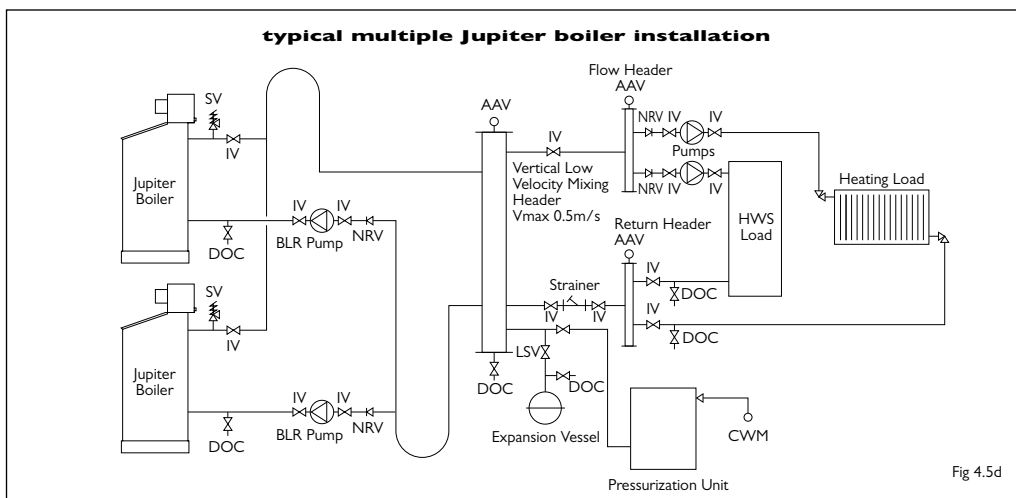 typical multiple Jupiter boiler installation
Flow Header
AAV
SV
IV
Jupiter
Boiler
DOC
IV
IV
BLR Pump
NRV
AAV
IV
Vertical Low
Velocity Mixing
Header
Vmax 0.5m/s
NRV
IV
IV
Pumps
NRV
IV
IV
HWS
Load
Heating Load
Return Header
AAV
IV
DOC
IV
DOC
Strainer
IV
IV
SV
IV
Jupiter
Boiler
DOC
IV
IV
BLR Pump
NRV
DOC
LSV
DOC
Expansion Vessel
Pressurization Unit
CWM
Fig 4.5d